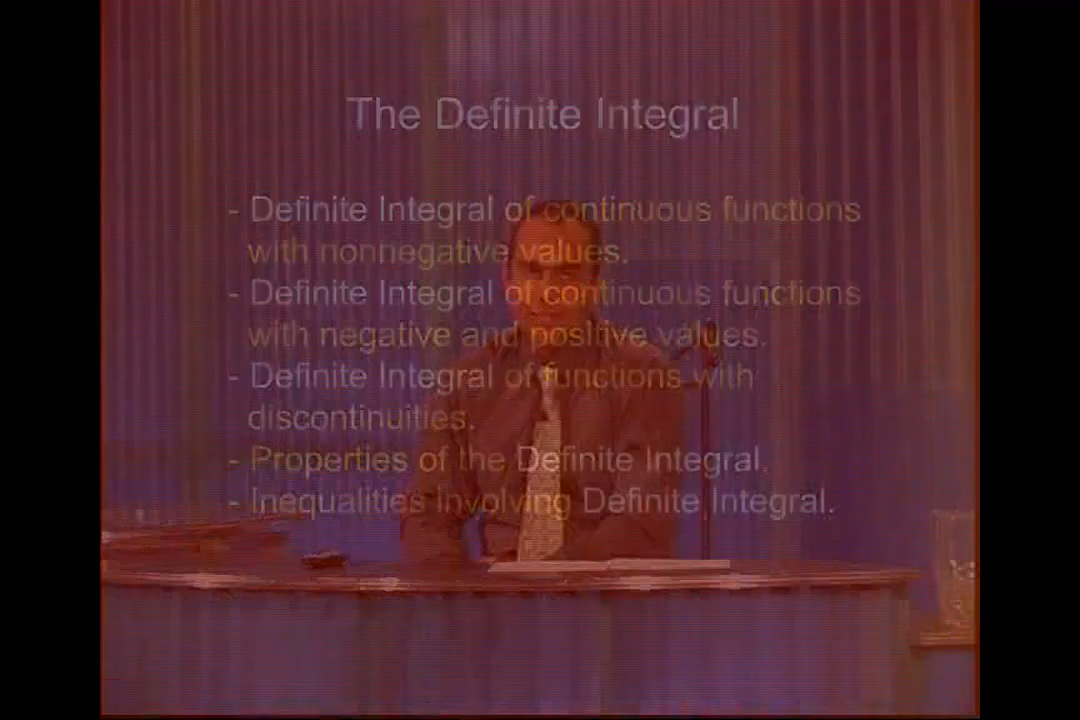 The Definite Integral
- Definite Integral of continuous functions
with nonnegative values.
- Definite Integral of continuous functions
with negative and positive values.
- Definite Integral of functions with
discontinuities.
- Properties of the Definite Integral.
- Inequalities Involving Definite Integral.